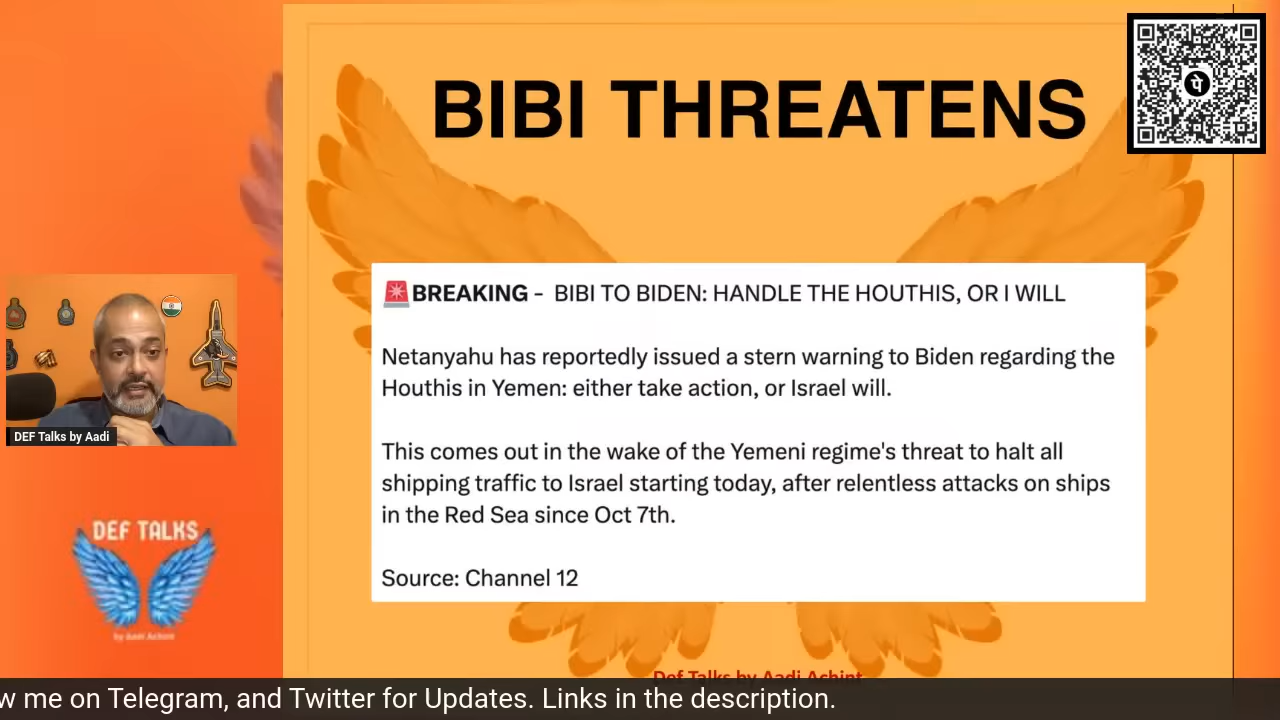 BIBI THREATENS
पे
🚨BREAKING - BIBI TO BIDEN: HANDLE THE HOUTHIS, OR I WILL
Netanyahu has reportedly issued a stern warning to Biden regarding the
Houthis in Yemen: either take action, or Israel will.
This comes out in the wake of the Yemeni regime's threat to halt all
shipping traffic to Israel starting today, after relentless attacks on ships
in the Red Sea since Oct 7th.
Source: Channel 12
DEF Talks by Aadi
DEF TALKS
by Aadi Achint
Def Talks by Aadi Achint
w me on Telegram, and Twitter for Updates. Links in the description.